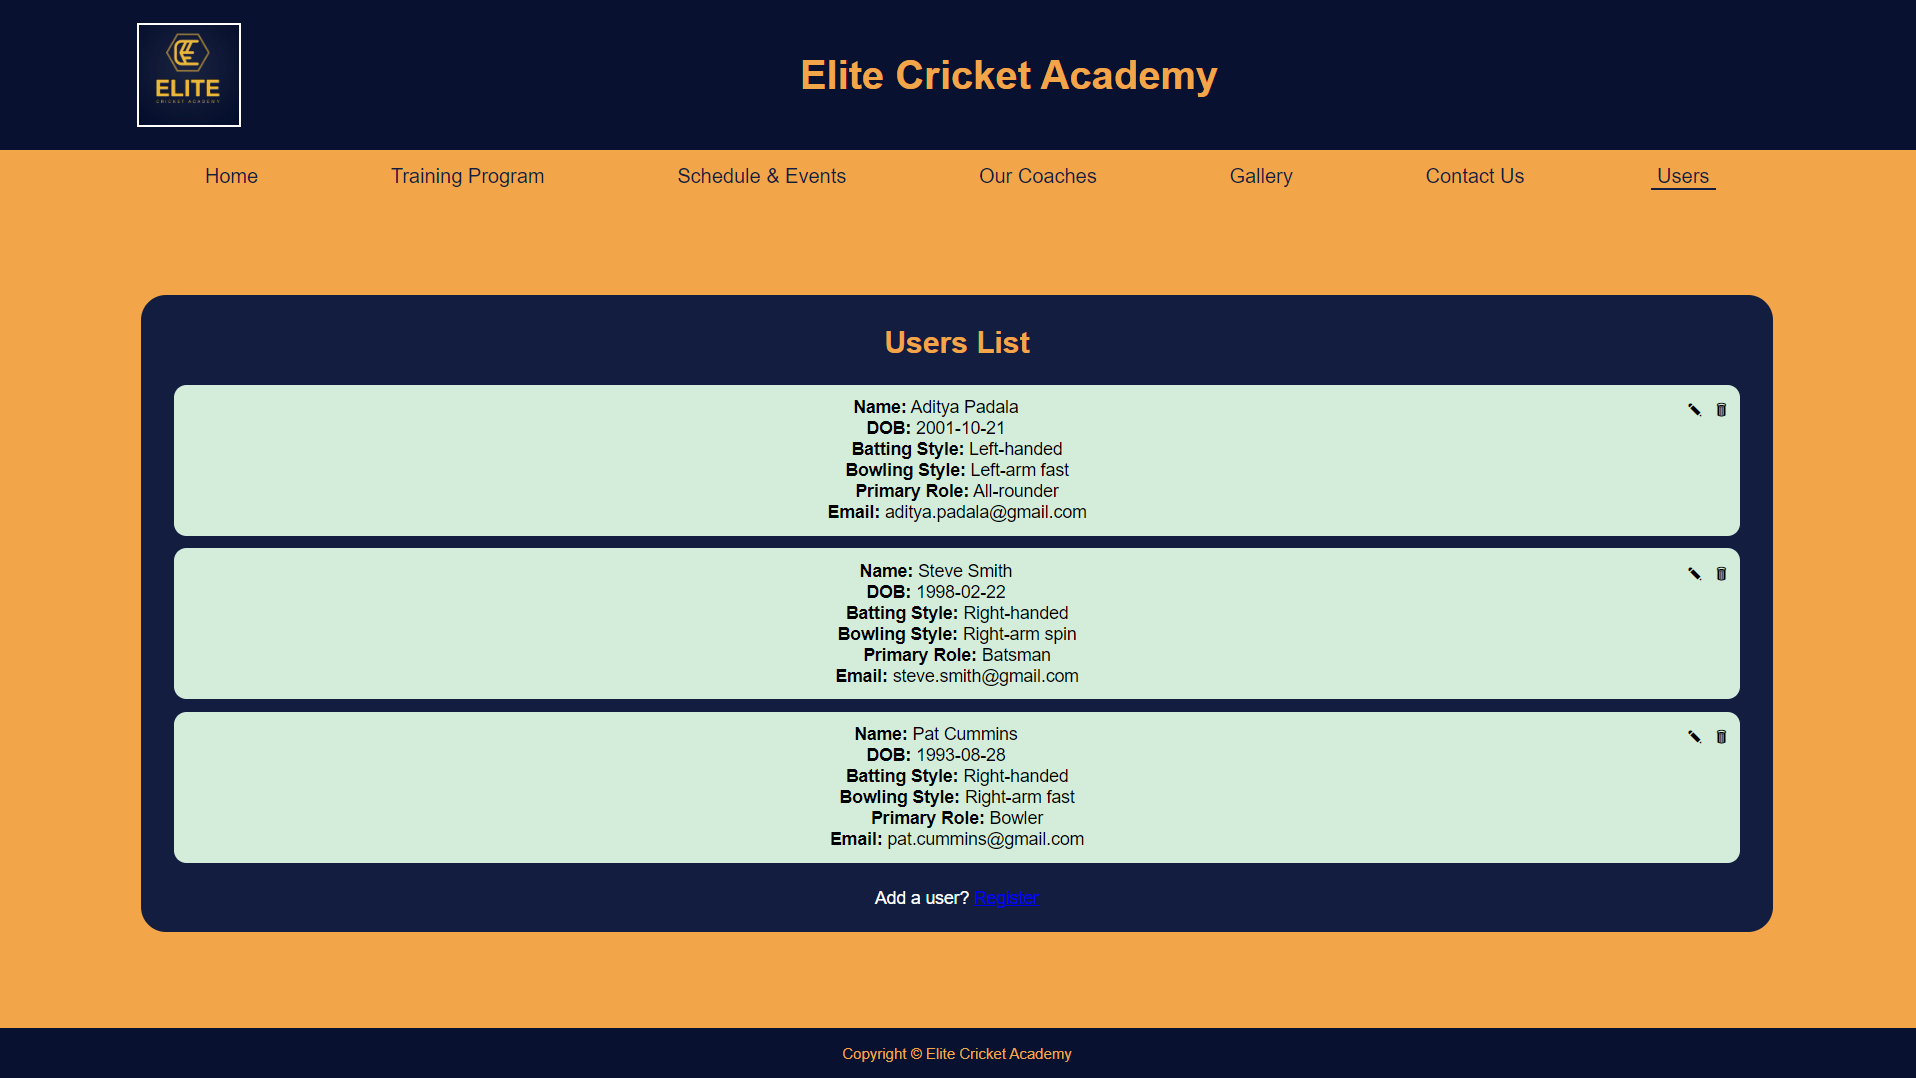 ELITE
CRICKET ACADEMY
Elite Cricket Academy
Home Training Program Schedule & Events Our Coaches Gallery Contact Us Users
Users List
Name: Aditya Padala
DOB: 2001-10-21
Batting Style: Left-handed
Bowling Style: Left-arm fast
Primary Role: All-rounder
Email: aditya.padala@gmail.com
Name: Steve Smith
DOB: 1998-02-22
Batting Style: Right-handed
Bowling Style: Right-arm spin
Primary Role: Batsman
Email: steve.smith@gmail.com
Name: Pat Cummins
DOB: 1993-08-28
Batting Style: Right-handed
Bowling Style: Right-arm fast
Primary Role: Bowler
Email: pat.cummins@gmail.com
Add a user? Register
Copyright © Elite Cricket Academy